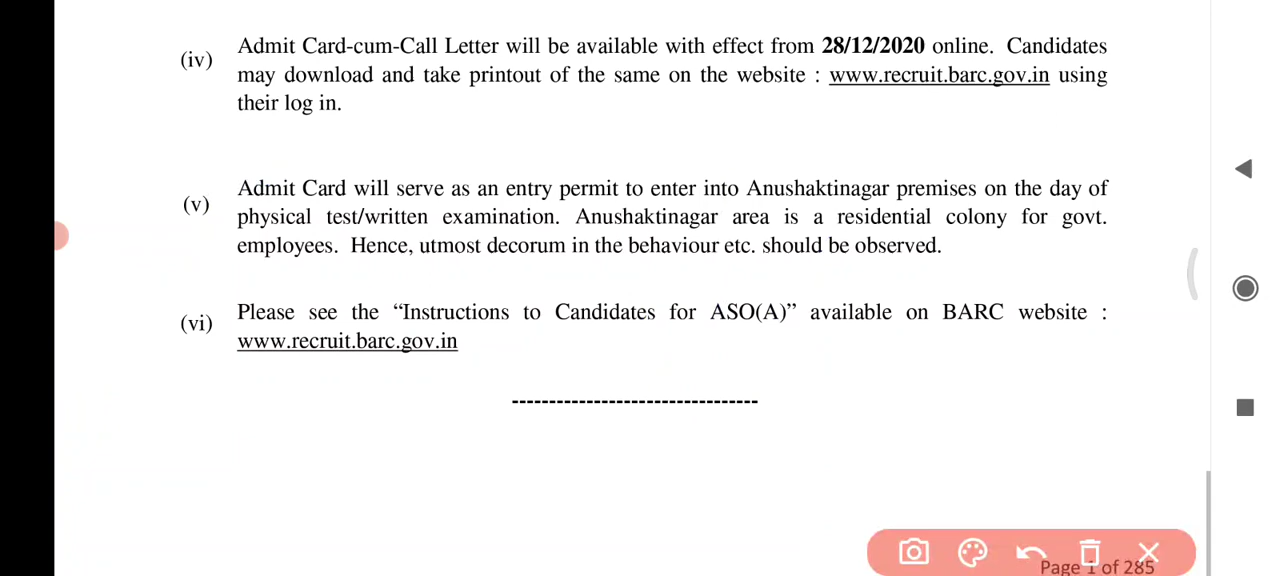 (iv) Admit Card-cum-Call Letter will be available with effect from 28/12/2020 online. Candidates
may download and take printout of the same on the website : www.recruit.barc.gov.in using
their log in.
(v) Admit Card will serve as an entry permit to enter into Anushaktinagar premises on the day of
physical test/written examination. Anushaktinagar area is a residential colony for govt.
employees. Hence, utmost decorum in the behaviour etc. should be observed.
(vi) Please see the “Instructions to Candidates for ASO(A)” available on BARC website :
www.recruit.barc.gov.in
---------------------------------
Page 1 of 285